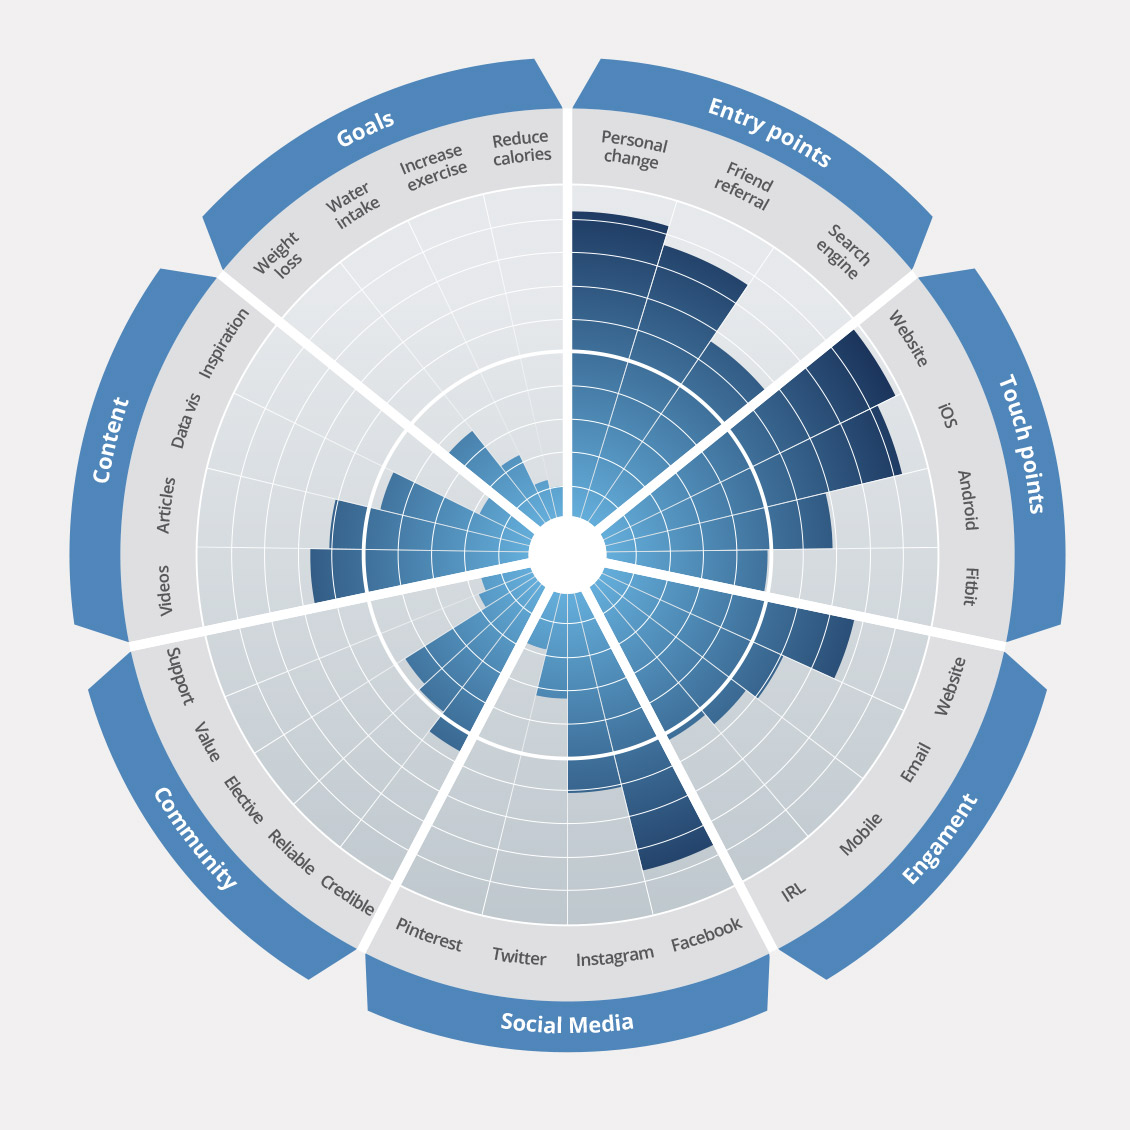 Entry points
Personal
change
Friend
referral
Search
engine
Touch points
Website
iOS
Android
Fitbit
Engament
Website
Email
Mobile
IRL
Social Media
Facebook
Instagram
Twitter
Pinterest
Community
Credible
Reliable
Elective
Value
Support
Content
Videos
Articles
Data vis
Inspiration
Goals
Weight
loss
Water
intake
Increase
exercise
Reduce
calories